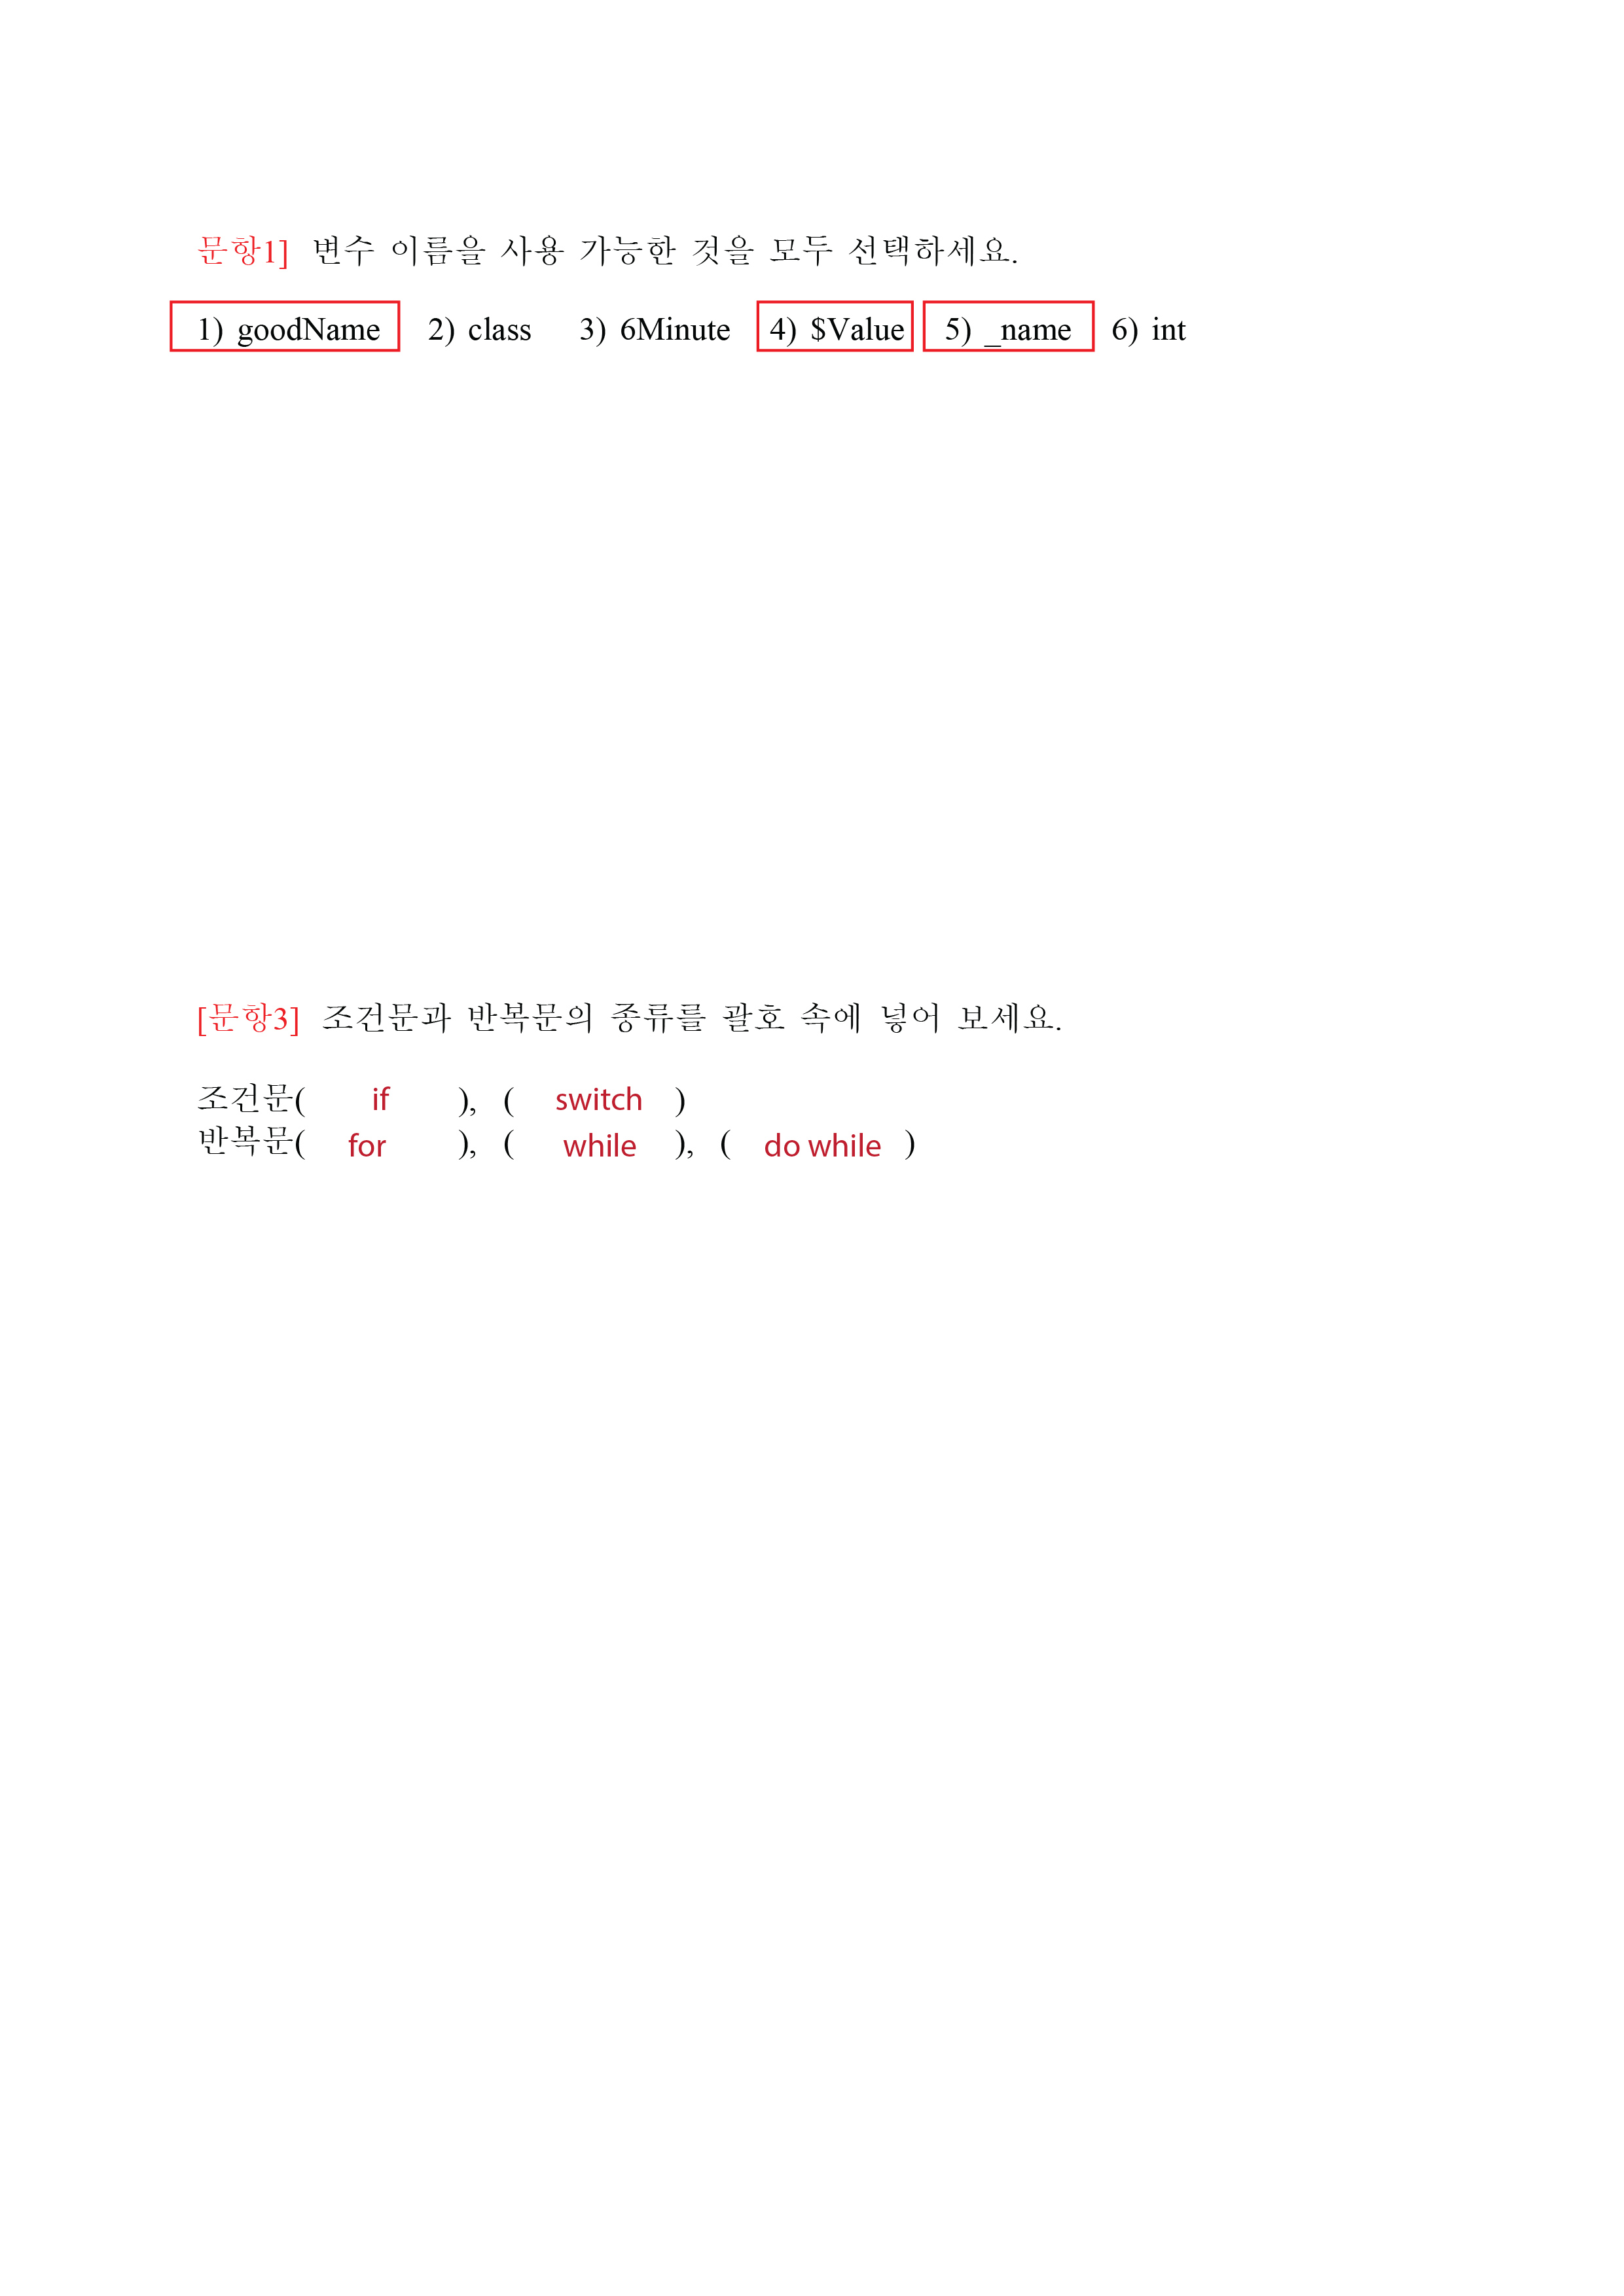 문항1] 변수 이름을 사용 가능한 것을 모두 선택하세요.
1) goodName 2) class 3) 6Minute 4) $Value 5) _name 6) int
[문항3] 조건문과 반복문의 종류를 괄호 속에 넣어 보세요.
조건문( if ), ( switch )
반복문( for ), ( while ), ( do while )